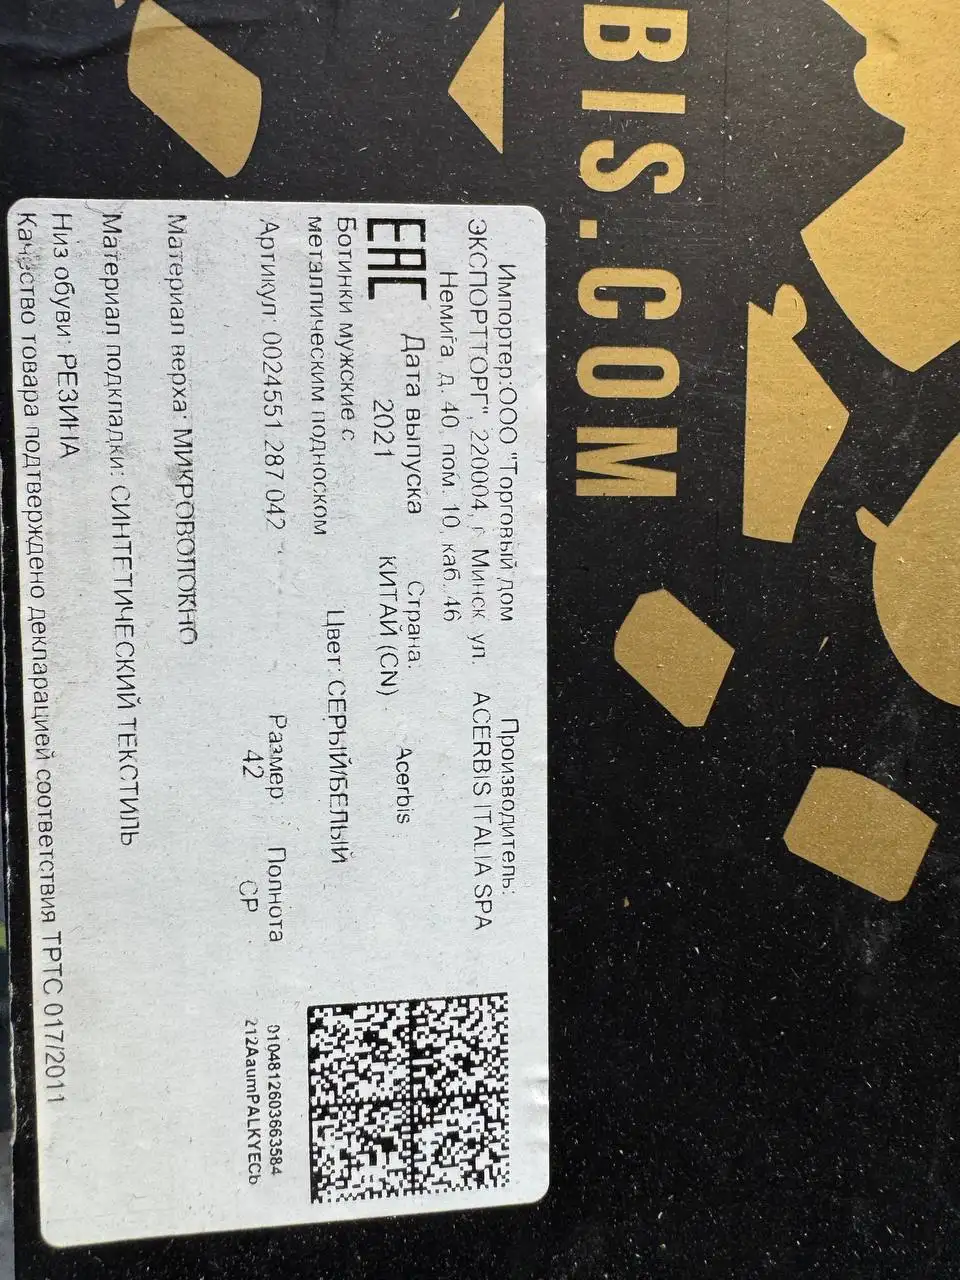 BIS.COM
Импортер:ООО "Торговый дом
ЭКСПОРТТОРГ", 220004, г. Минск, ул.
Немига д. 40, пом. 10, каб. 46
Производитель:
ACERBIS ITALIA SPA
EAC
Дата выпуска
2021
Страна:
КИТАЙ (CN)
Acerbis
Ботинки мужские с
металлическим подноском
Цвет: СЕРЫЙ/БЕЛЫЙ
Артикул: 0024551.287.042
Размер:
42
Полнота
СР
Материал верха: МИКРОВОЛОКНО
Материал подкладки: СИНТЕТИЧЕСКИЙ ТЕКСТИЛЬ
Низ обуви: РЕЗИНА
Качество товара подтверждено декларацией соответствия ТРТС 017/2011
0104812603663584
212AaumPALKYECb